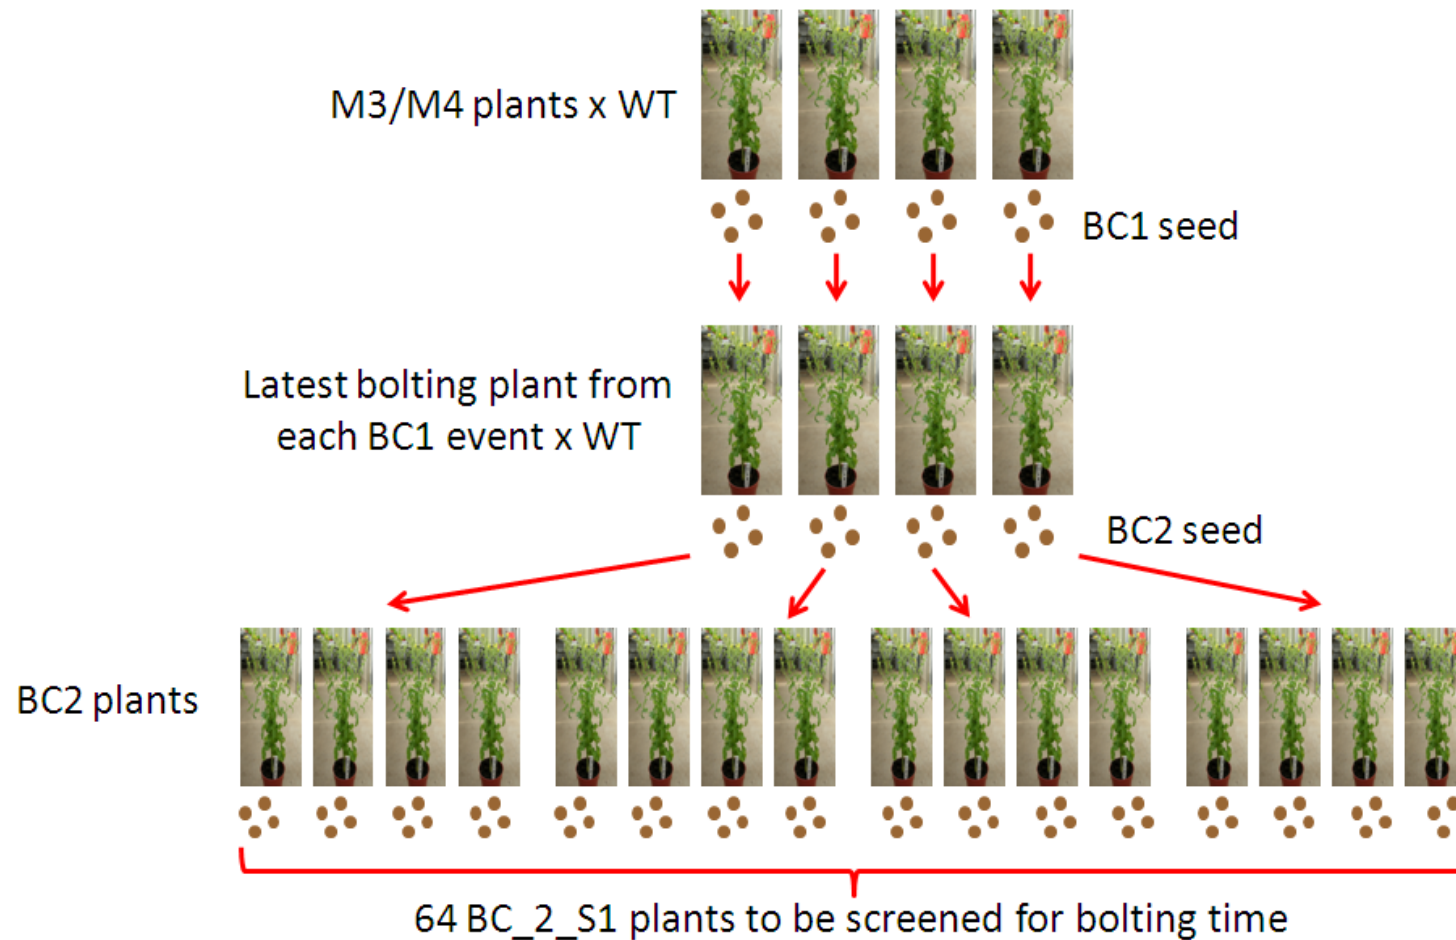 M3/M4 plants x WT
BC1 seed
Latest bolting plant from
each BC1 event x WT
BC2 seed
BC2 plants
64 BC_2_S1 plants to be screened for bolting time